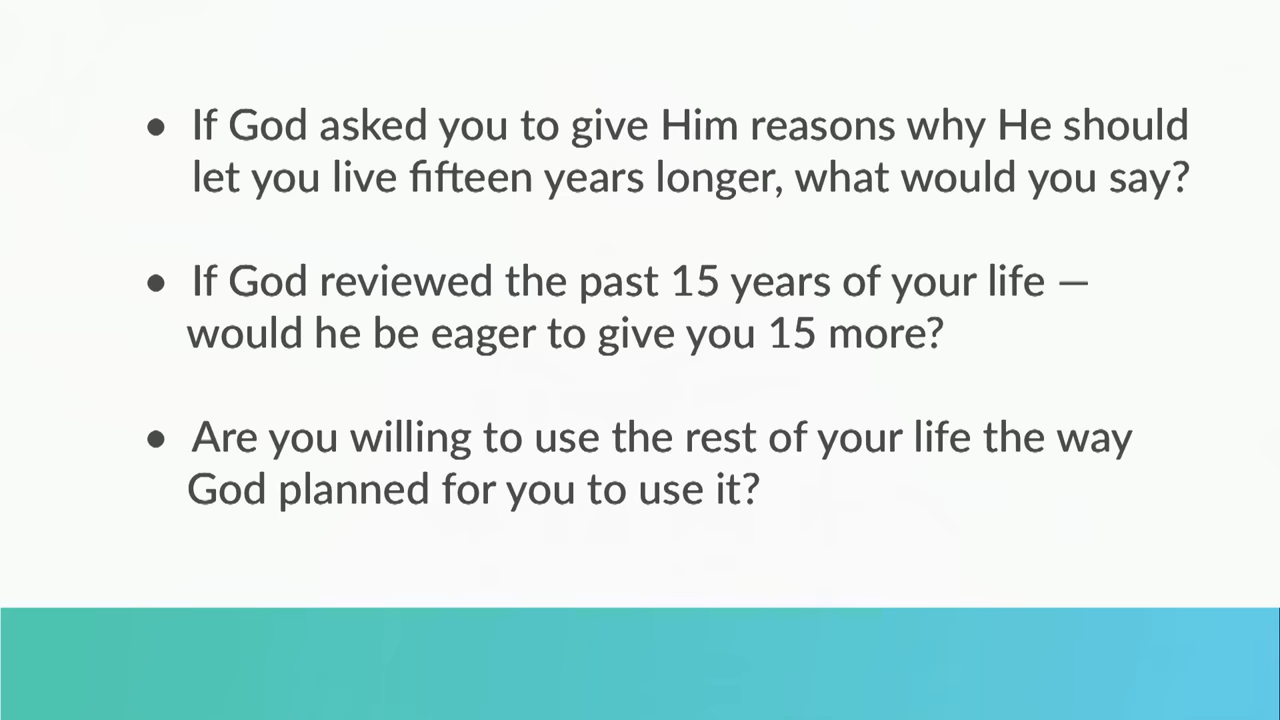 • If God asked you to give Him reasons why He should
let you live fifteen years longer, what would you say?
• If God reviewed the past 15 years of your life —
would he be eager to give you 15 more?
• Are you willing to use the rest of your life the way
God planned for you to use it?